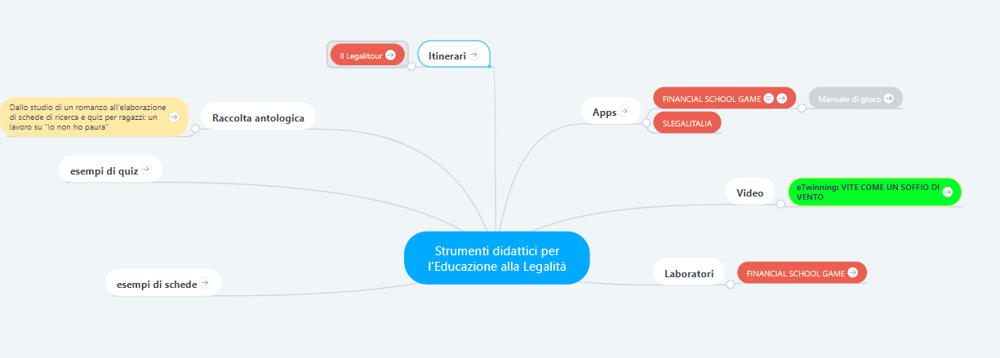 Il Legalitour
Itinerari
Dallo studio di un romanzo all'elaborazione
di schede di ricerca e quiz per ragazzi: un
lavoro su "Io non ho paura"
Raccolta antologica
esempi di quiz
esempi di schede
Strumenti didattici per
l'Educazione alla Legalità
Apps
FINANCIAL SCHOOL GAME
Manuale di gioco
SLEGALITALIA
Video
eTwinning: VITE COME UN SOFFIO DI
VENTO
Laboratori
FINANCIAL SCHOOL GAME